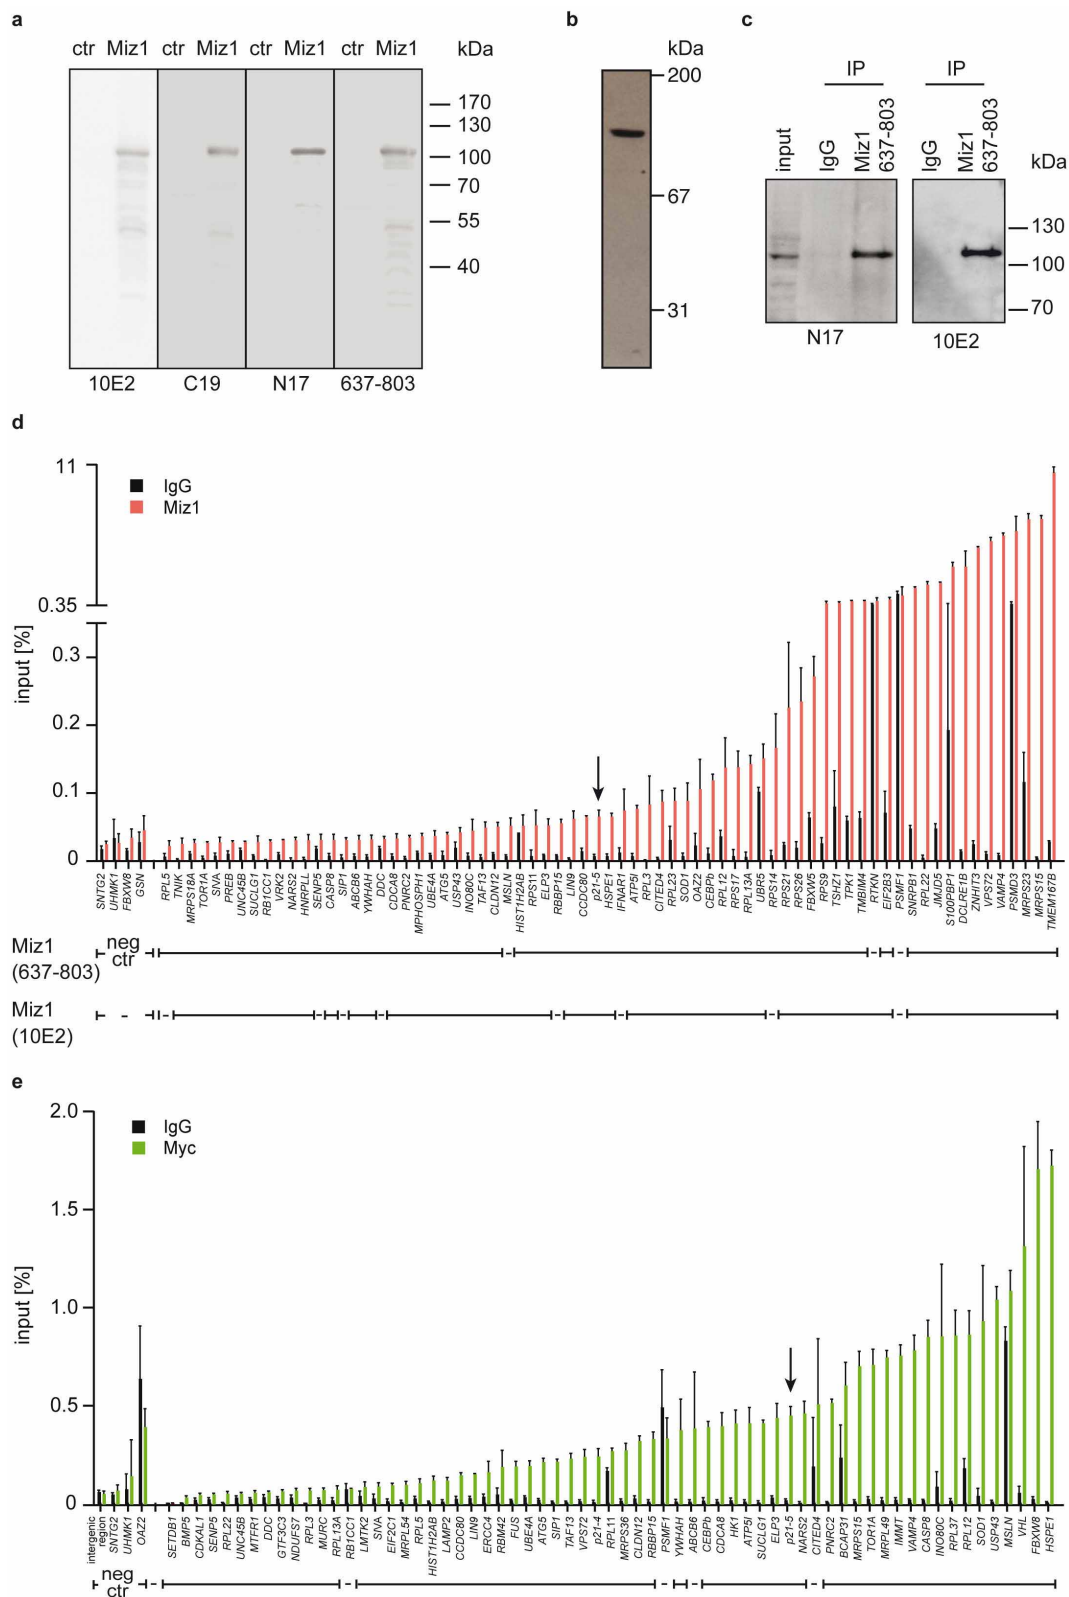 a
ctr Miz1 ctr Miz1 ctr Miz1 ctr Miz1 kDa
170
130
100
70
55
40
10E2 C19 N17 637-803
b
kDa
200
67
31
c
IP IP
input IgG Miz1 637-803 IgG Miz1 637-803
kDa
130
100
70
N17 10E2
d
IgG
Miz1
input [%]
11
0.35
0.3
0.2
0.1
0
SNTG2
UHMK1
FBXW8
GSN
RPL5
TNIK
MRPS18A
TOR1A
SIVA
PREB
UNC45B
SUCLG1
RB1CC1
VRK2
NARS2
HNRPLL
SENP5
CASP8
SIP1
ABCB6
YWHAH
DDC
CDCA8
PNRC2
MPHOSPH1
UBE4A
ATG5
USP43
INO80C
TAF13
CLDN12
MSLN
HIST1H2AB
RPS11
ELP3
RBBP15
LIN9
CCDC80
p21-5
HSPE1
IFNAR1
ATP5I
RPL3
CITED4
RPL23
SOD1
OAZ2
CEBPb
RPL12
RPS17
RPL13A
UBR5
RPS14
RPS21
RPS26
FBXW5
RPS9
TSHZ1
TPK1
TMBIM4
RTKN
EIF2B3
PSMF1
SNRPB1
RPL22
JMJD5
S100PBP1
DCLRE1B
ZNHIT3
VPS72
VAMP4
PSMD3
MRPS23
MRPS15
TMEM167B
Miz1 neg
(637-803) ctr
Miz1
(10E2)
e
IgG
Myc
input [%]
2.0
1.5
1.0
0.5
0
intergenic
region
SNTG2
UHMK1
OAZ2
SETDB1
BMP5
CDKAL1
SENP5
RPL22
UNC45B
MTFR1
DDC
GTF3C3
NDUFS7
RPL3
MURC
RPL13A
RB1CC1
LMTK2
SIVA
EIF2C1
MRPL54
RPL5
HIST1H2AB
LAMP2
CCDC80
LIN9
ERCC4
RBM42
FUS
UBE4A
ATG5
SIP1
TAF13
VPS72
p21-4
RPL11
MRPS36
CLDN12
RBBP15
PSMF1
YWHAH
ABCB6
CEBPb
CDCA8
HK1
ATP5I
SUCLG1
ELP3
p21-5
NARS2
CITED4
PNRC2
BCAP31
MRPS15
TOR1A
MRPL49
IMMT
VAMP4
CASP8
INO80C
RPL37
RPL12
SOD1
USP43
MSLN
VHL
FBXW8
HSPE1
neg
ctr